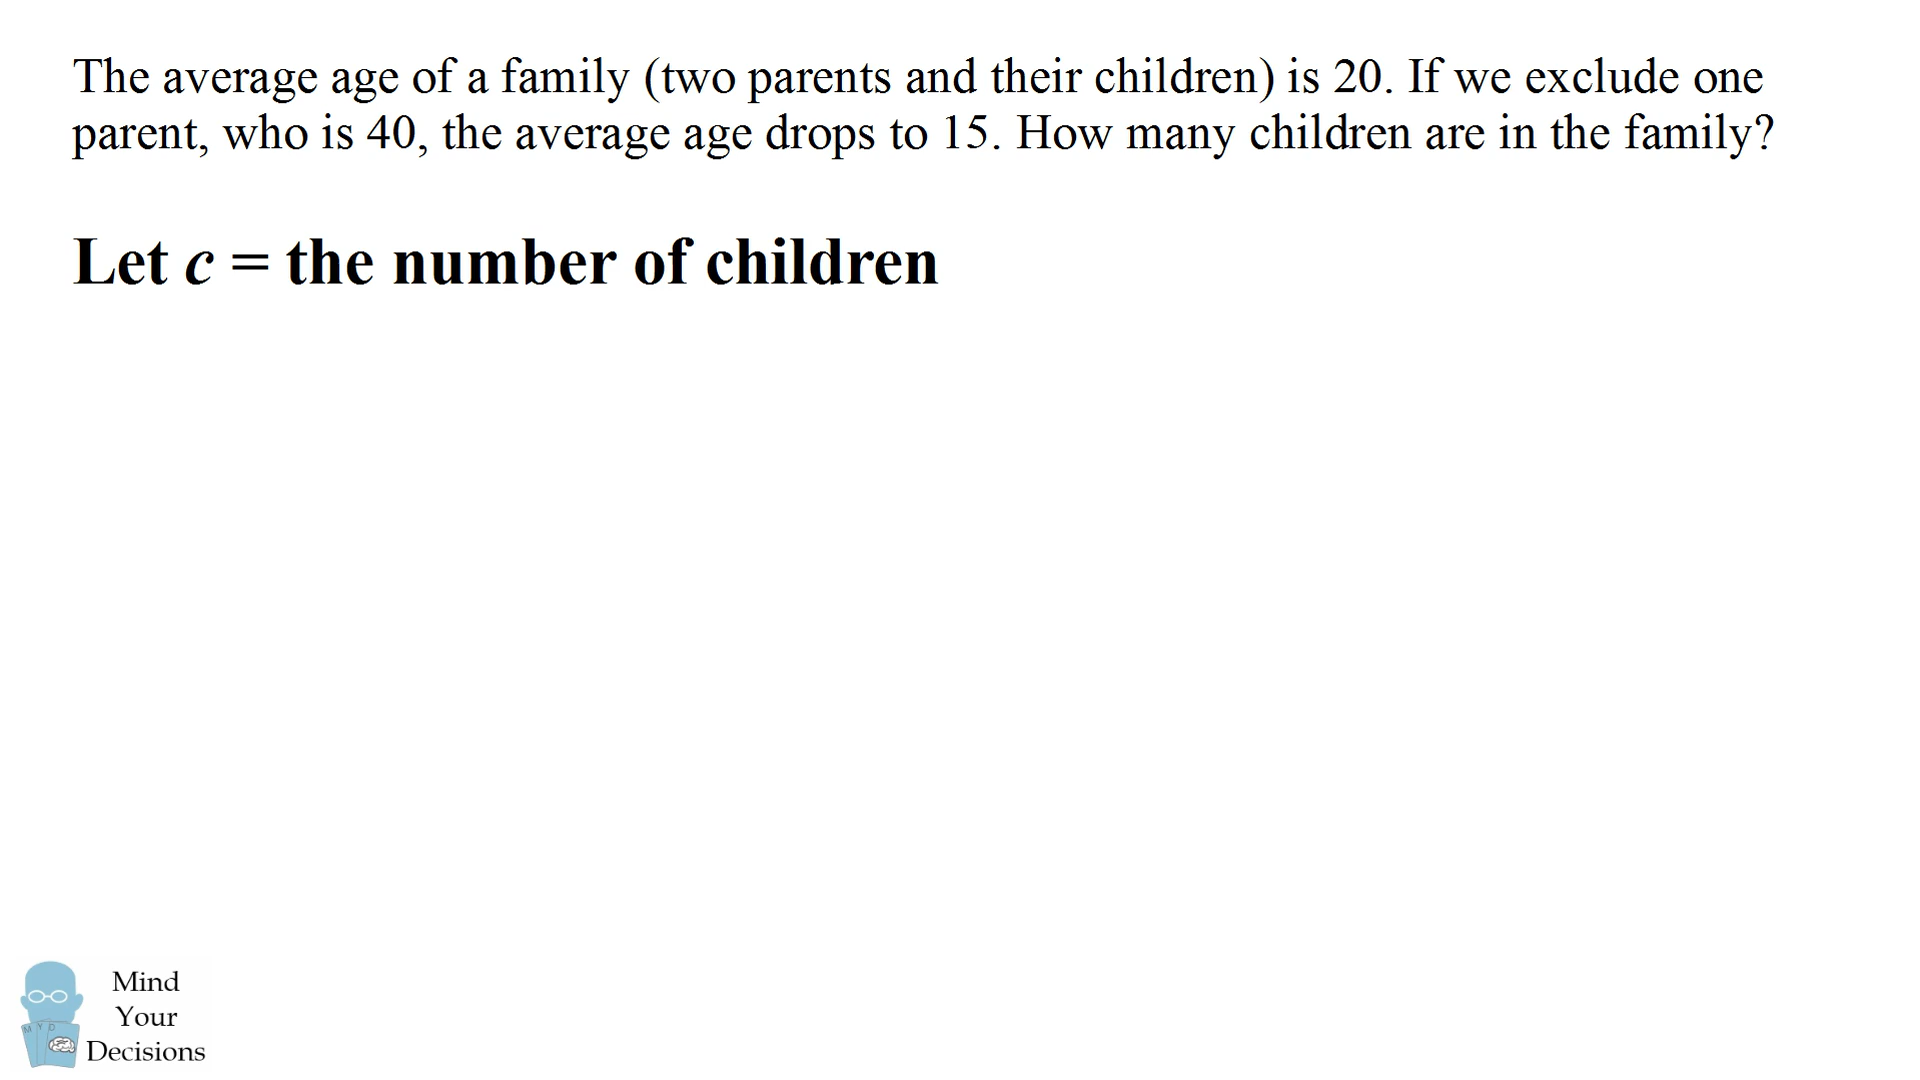 The average age of a family (two parents and their children) is 20. If we exclude one
parent, who is 40, the average age drops to 15. How many children are in the family?
Let c = the number of children
Mind
Your
Decisions
M Y D